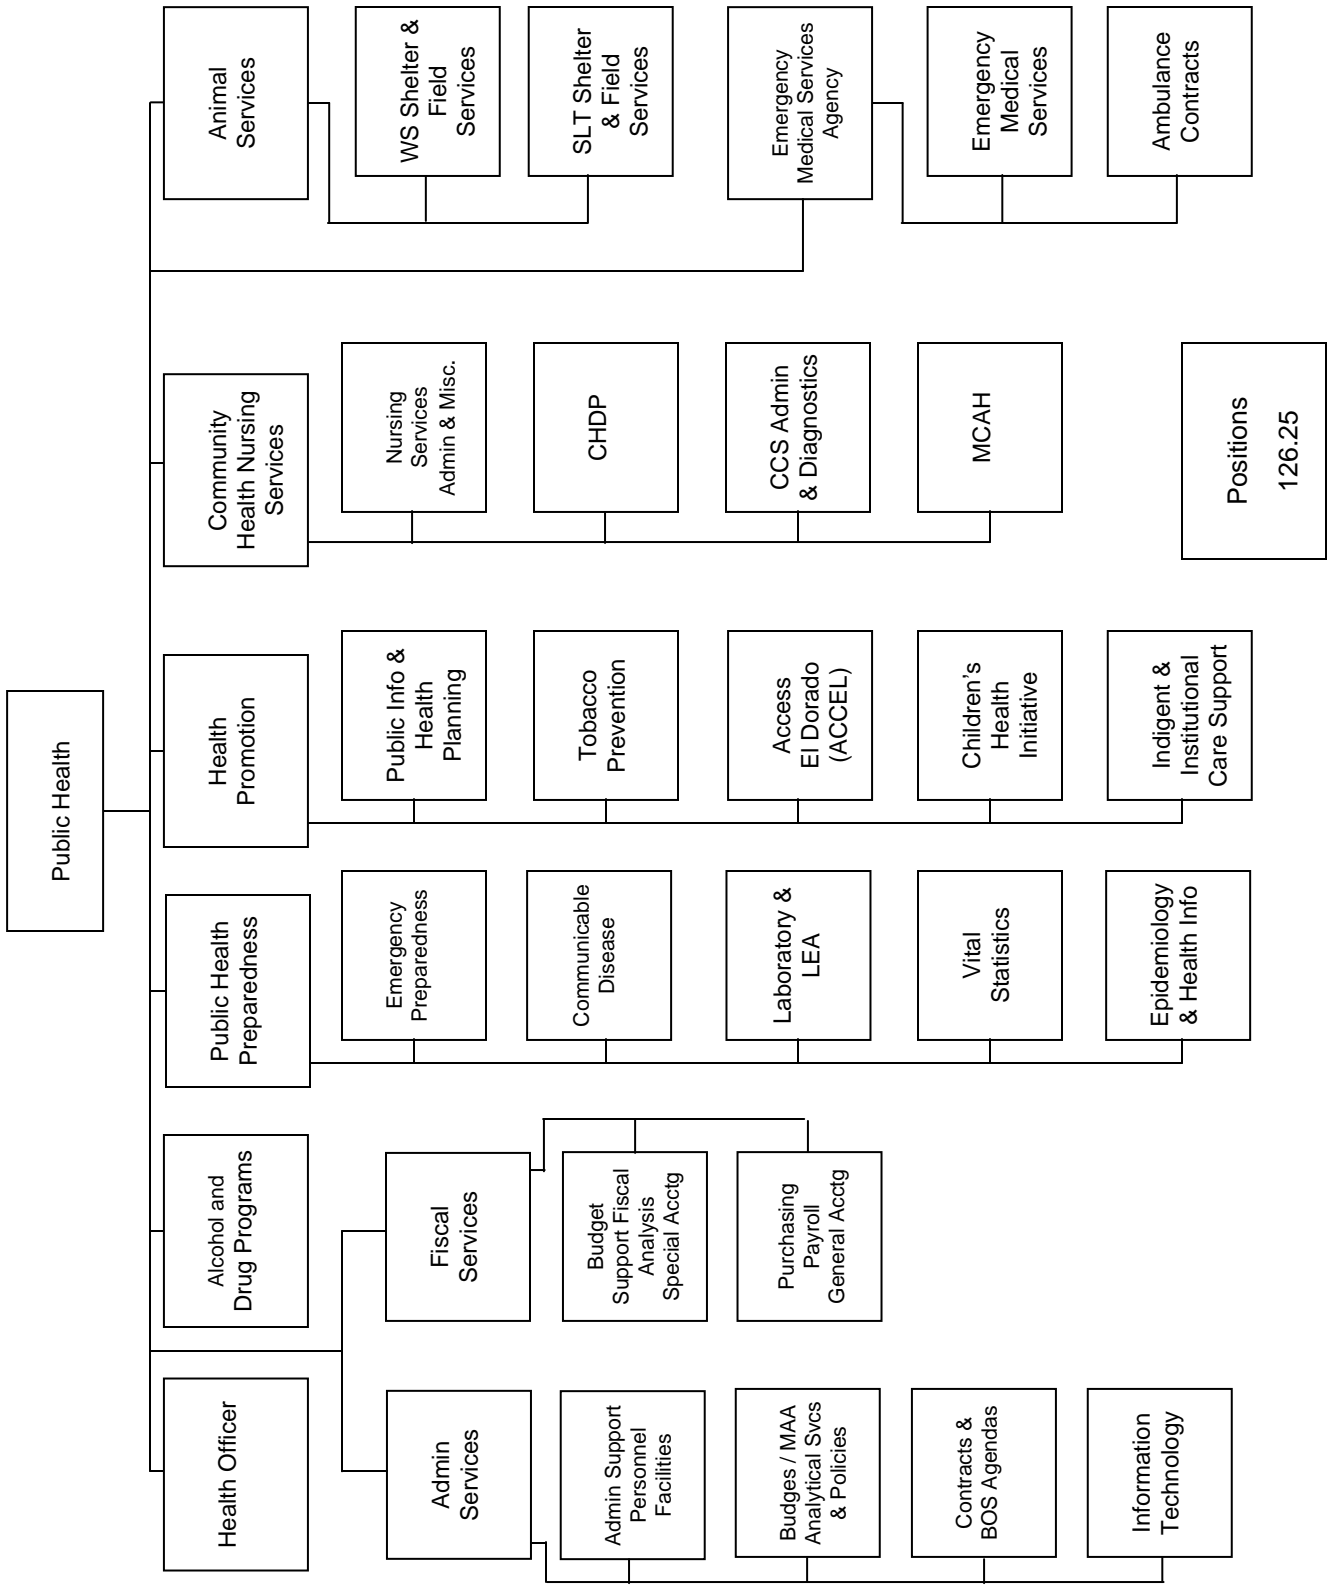 Public Health
Health Officer
Alcohol and
Drug Programs
Public Health
Preparedness
Health
Promotion
Community
Health Nursing
Services
Animal
Services
Admin
Services
Admin Support
Personnel
Facilities
Budgets / MAA
Analytical Svcs
& Policies
Contracts &
BOS Agendas
Information
Technology
Fiscal
Services
Budget
Support Fiscal
Analysis
Special Acctg
Purchasing
Payroll
General Acctg
Emergency
Preparedness
Communicable
Disease
Laboratory &
LEA
Vital
Statistics
Epidemiology
& Health Info
Public Info &
Health
Planning
Tobacco
Prevention
Access
El Dorado
(ACCEL)
Children's
Health
Initiative
Indigent &
Institutional
Care Support
Nursing
Services
Admin & Misc.
CHDP
CCS Admin
& Diagnostics
MCAH
WS Shelter &
Field
Services
SLT Shelter
& Field
Services
Emergency
Medical Services
Agency
Emergency
Medical
Services
Ambulance
Contracts
Positions
126.25